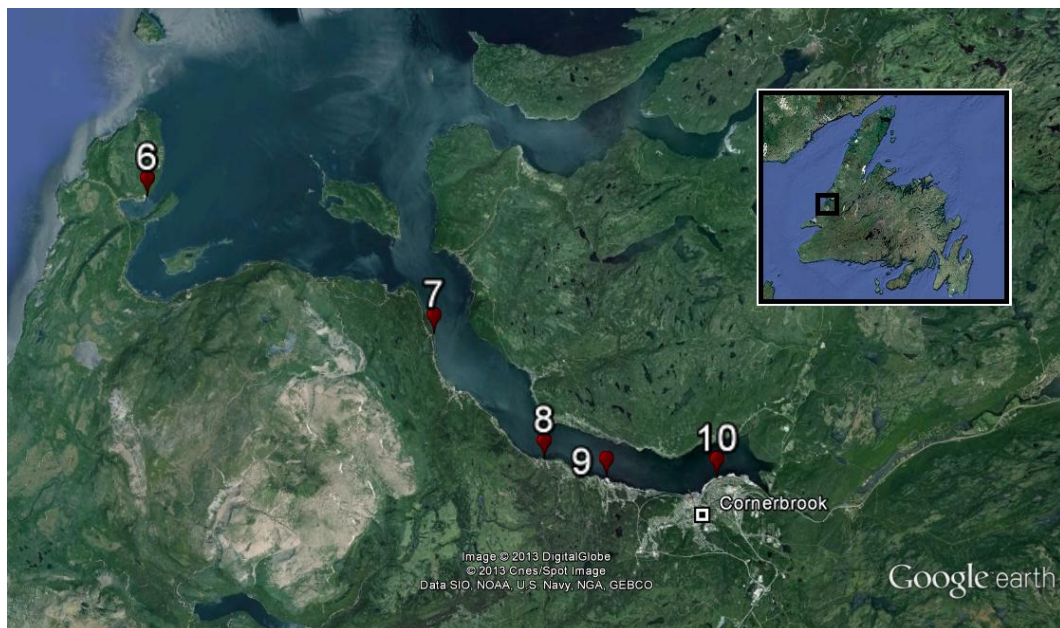 6
7
8
9
10
Cornerbrook
Image © 2013 DigitalGlobe
© 2013 Cnes/Spot Image
Data SIO, NOAA, U.S. Navy, NGA, GEBCO
Google earth